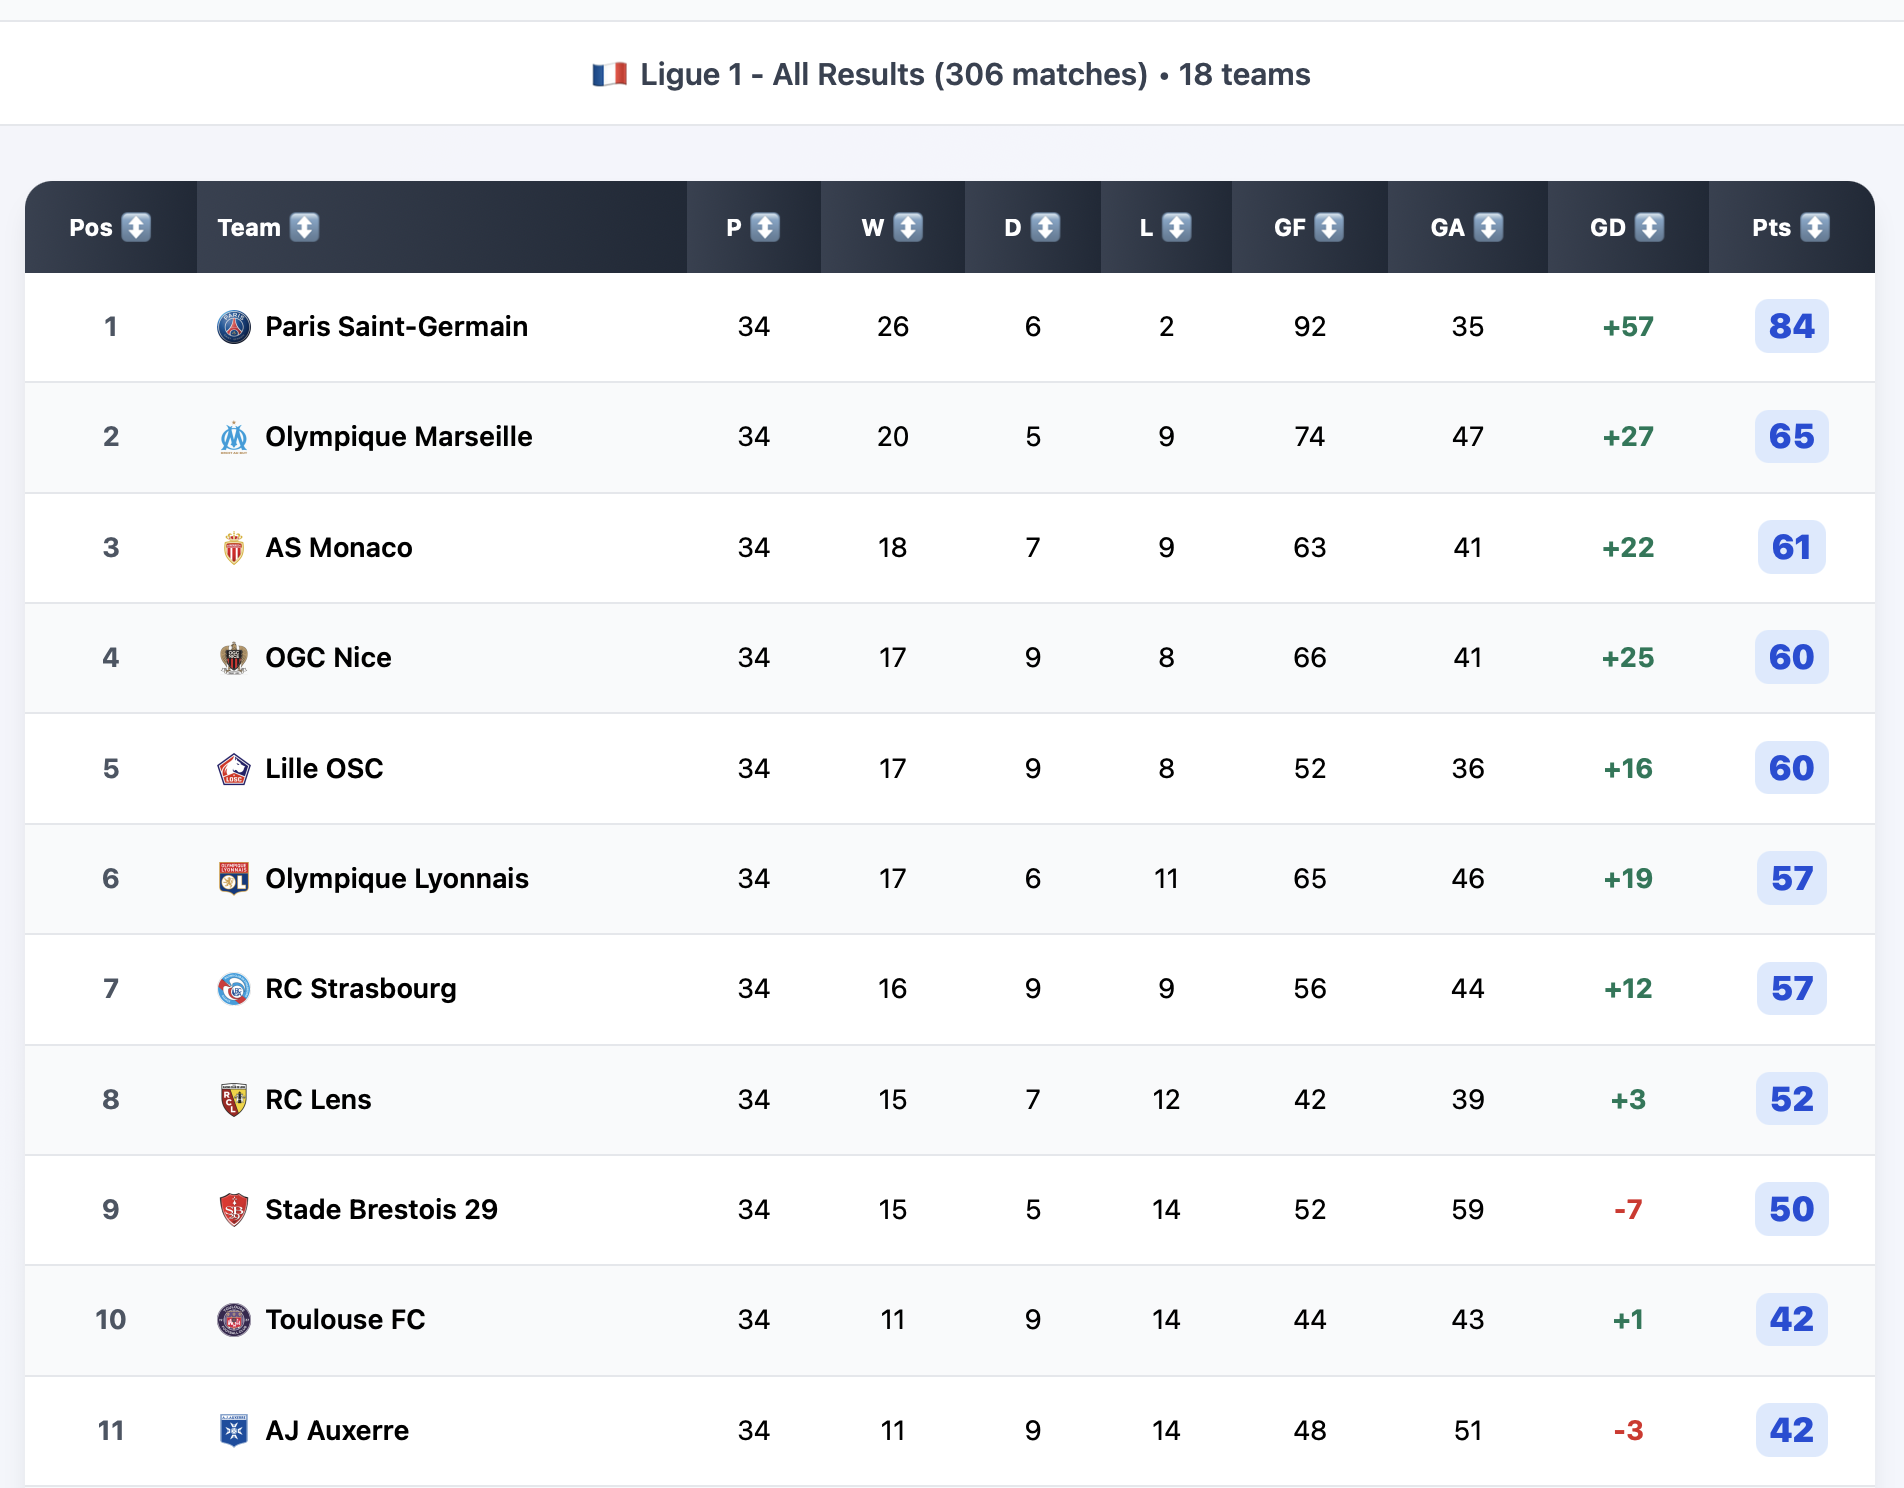 🇫🇷 Ligue 1 - All Results (306 matches) • 18 teams
Pos ↕️ Team ↕️ P ↕️ W ↕️ D ↕️ L ↕️ GF ↕️ GA ↕️ GD ↕️ Pts ↕️
1 Paris Saint-Germain 34 26 6 2 92 35 +57 84
2 Olympique Marseille 34 20 5 9 74 47 +27 65
3 AS Monaco 34 18 7 9 63 41 +22 61
4 OGC Nice 34 17 9 8 66 41 +25 60
5 Lille OSC 34 17 9 8 52 36 +16 60
6 Olympique Lyonnais 34 17 6 11 65 46 +19 57
7 RC Strasbourg 34 16 9 9 56 44 +12 57
8 RC Lens 34 15 7 12 42 39 +3 52
9 Stade Brestois 29 34 15 5 14 52 59 -7 50
10 Toulouse FC 34 11 9 14 44 43 +1 42
11 AJ Auxerre 34 11 9 14 48 51 -3 42